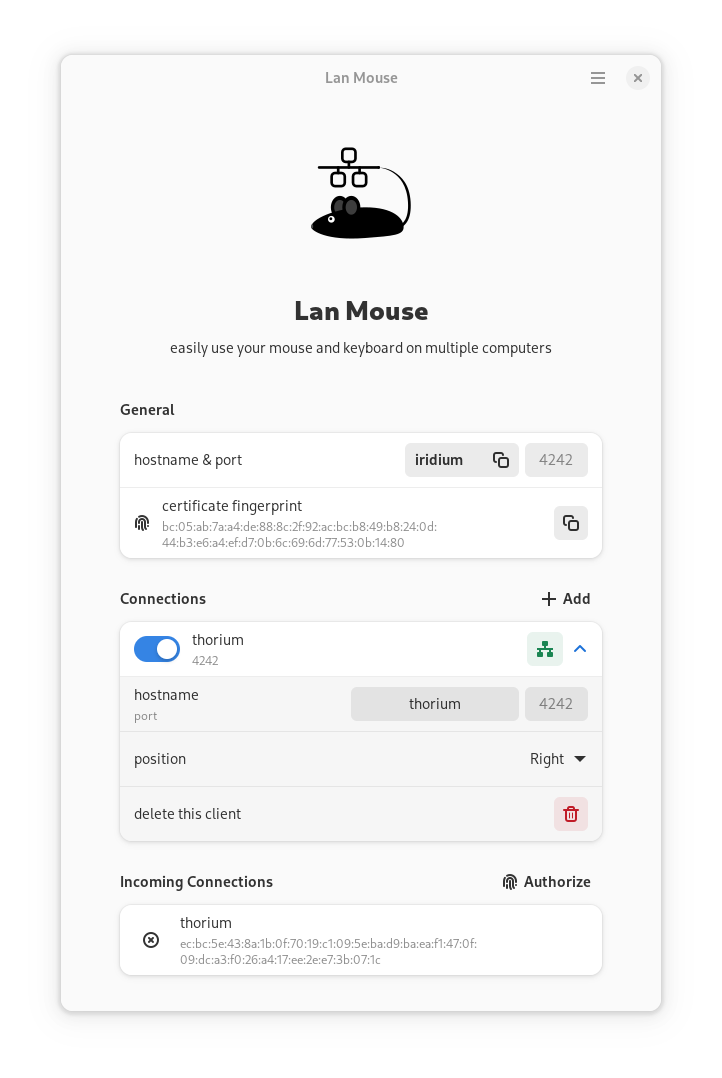 Lan Mouse
Lan Mouse
easily use your mouse and keyboard on multiple computers
General
hostname & port
iridium
4242
certificate fingerprint
bc:05:ab:7a:a4:de:88:8c:2f:92:ac:bc:b8:49:b8:24:0d:
44:b3:e6:a4:ef:d7:0b:6c:69:6d:77:53:0b:14:80
Connections
Add
thorium
4242
hostname
port
thorium
4242
position
Right
delete this client
Incoming Connections
Authorize
thorium
ec:bc:5e:43:8a:1b:0f:70:19:c1:09:5e:ba:d9:ba:ea:f1:47:0f:
09:dc:a3:f0:26:a4:17:ee:2e:e7:3b:07:1c